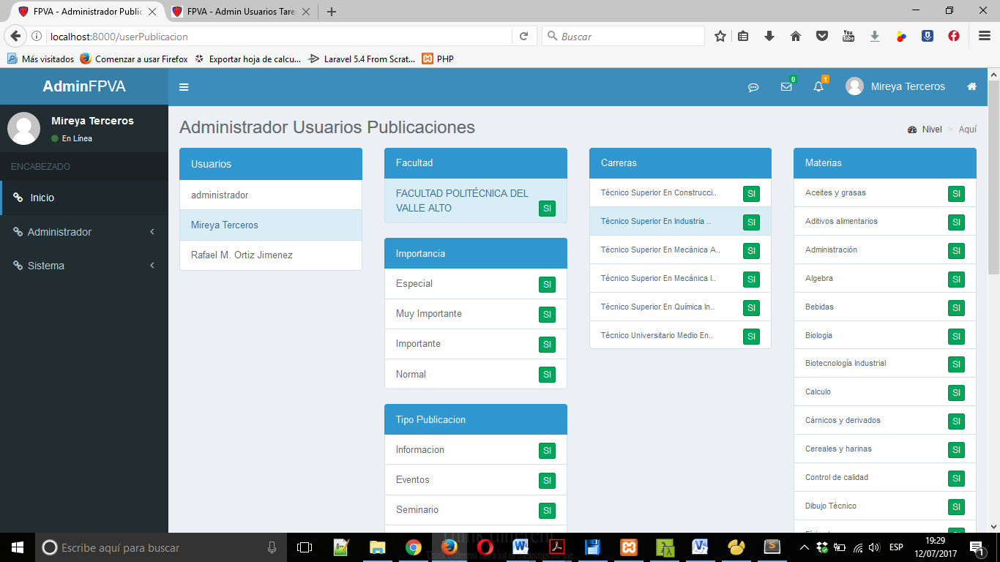 FPVA - Administrador Public
FPVA - Admin Usuarios Tare
localhost:8000/userPublicacion
Buscar
Más visitados
Comenzar a usar Firefox
Exportar hoja de calcu...
Laravel 5.4 From Scrat...
PHP
AdminFPVA
0
1
Mireya Terceros
Mireya Terceros
En Línea
ENCABEZADO
Inicio
Administrador
Sistema
Administrador Usuarios Publicaciones
Nivel > Aquí
Usuarios
administrador
Mireya Terceros
Rafael M. Ortiz Jimenez
Facultad
FACULTAD POLITÉCNICA DEL
VALLE ALTO SI
Importancia
Especial SI
Muy Importante SI
Importante SI
Normal SI
Tipo Publicacion
Informacion SI
Eventos SI
Seminario SI
Carreras
Técnico Superior En Construcci.. SI
Técnico Superior En Industria .. SI
Técnico Superior En Mecánica A.. SI
Técnico Superior En Mecánica I.. SI
Técnico Superior En Química In.. SI
Técnico Universitario Medio En.. SI
Materias
Aceites y grasas SI
Aditivos alimentarios SI
Administración SI
Algebra SI
Bebidas SI
Biologia SI
Biotecnología Industrial SI
Calculo SI
Cárnicos y derivados SI
Cereales y harinas SI
Control de calidad SI
Dibujo Técnico SI
Escribe aquí para buscar
ESP
19:29
12/07/2017
1